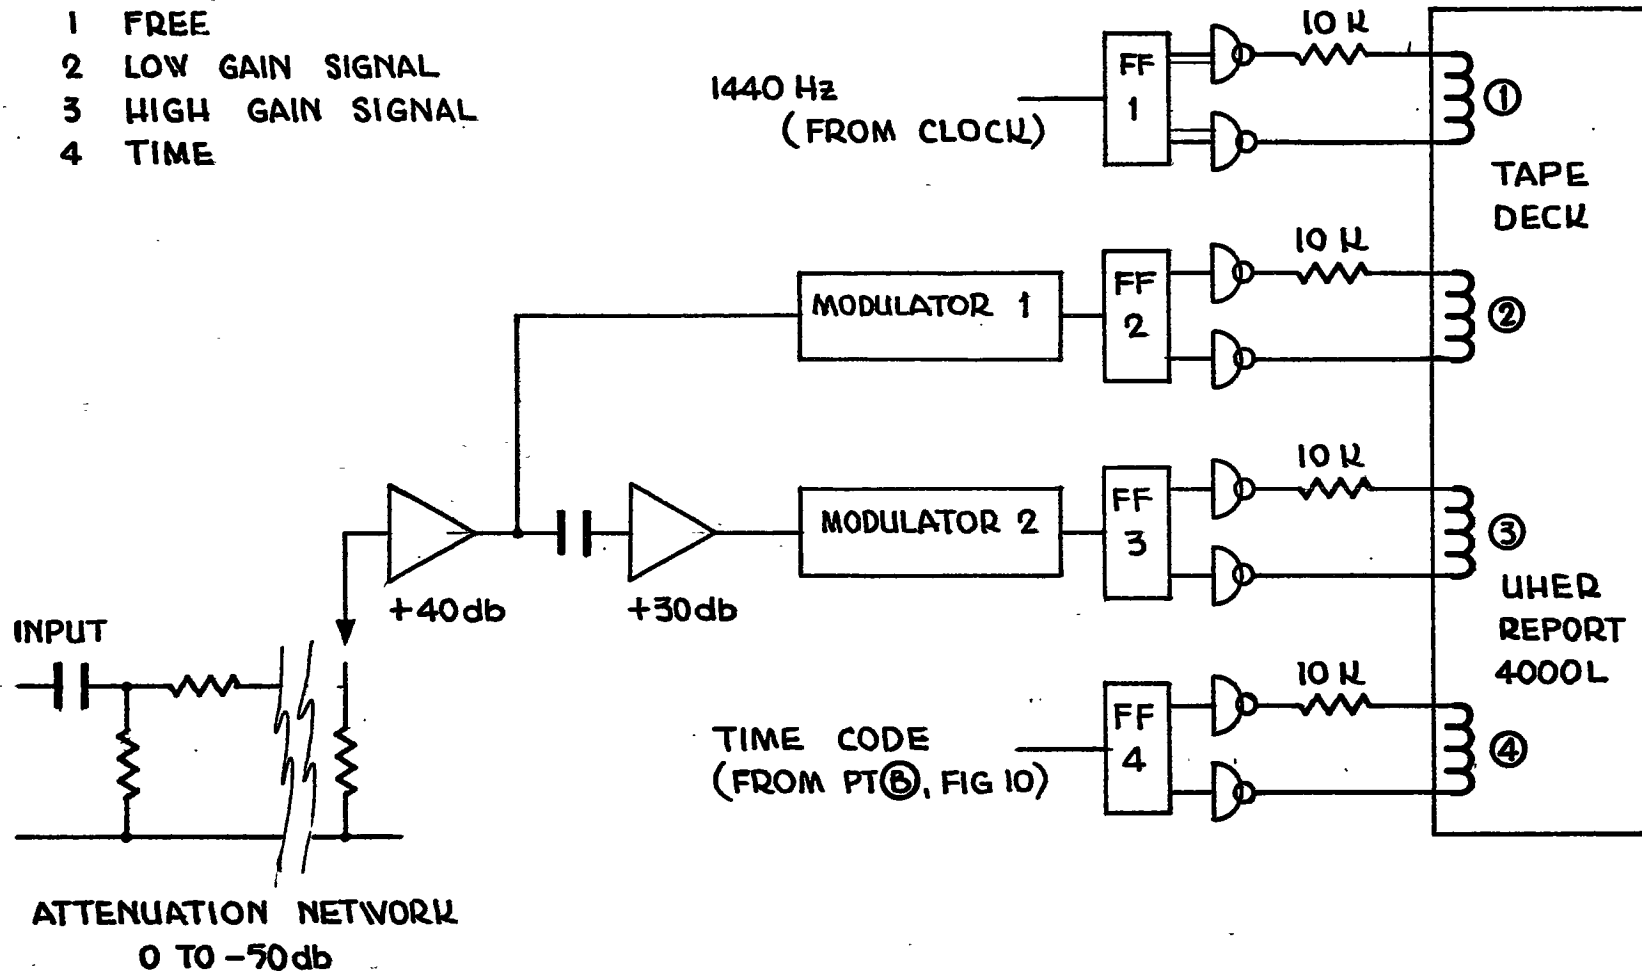 1 FREE
2 LOW GAIN SIGNAL
3 HIGH GAIN SIGNAL
4 TIME
1440 Hz
(FROM CLOCK)
FF
1
10 K
①
TAPE
DECK
MODULATOR 1
FF
2
10 K
②
+40db
+30db
MODULATOR 2
FF
3
10 K
③
UHER
REPORT
4000L
INPUT
TIME CODE
(FROM PTⒷ, FIG 10)
FF
4
10 K
④
ATTENUATION NETWORK
0 TO -50db